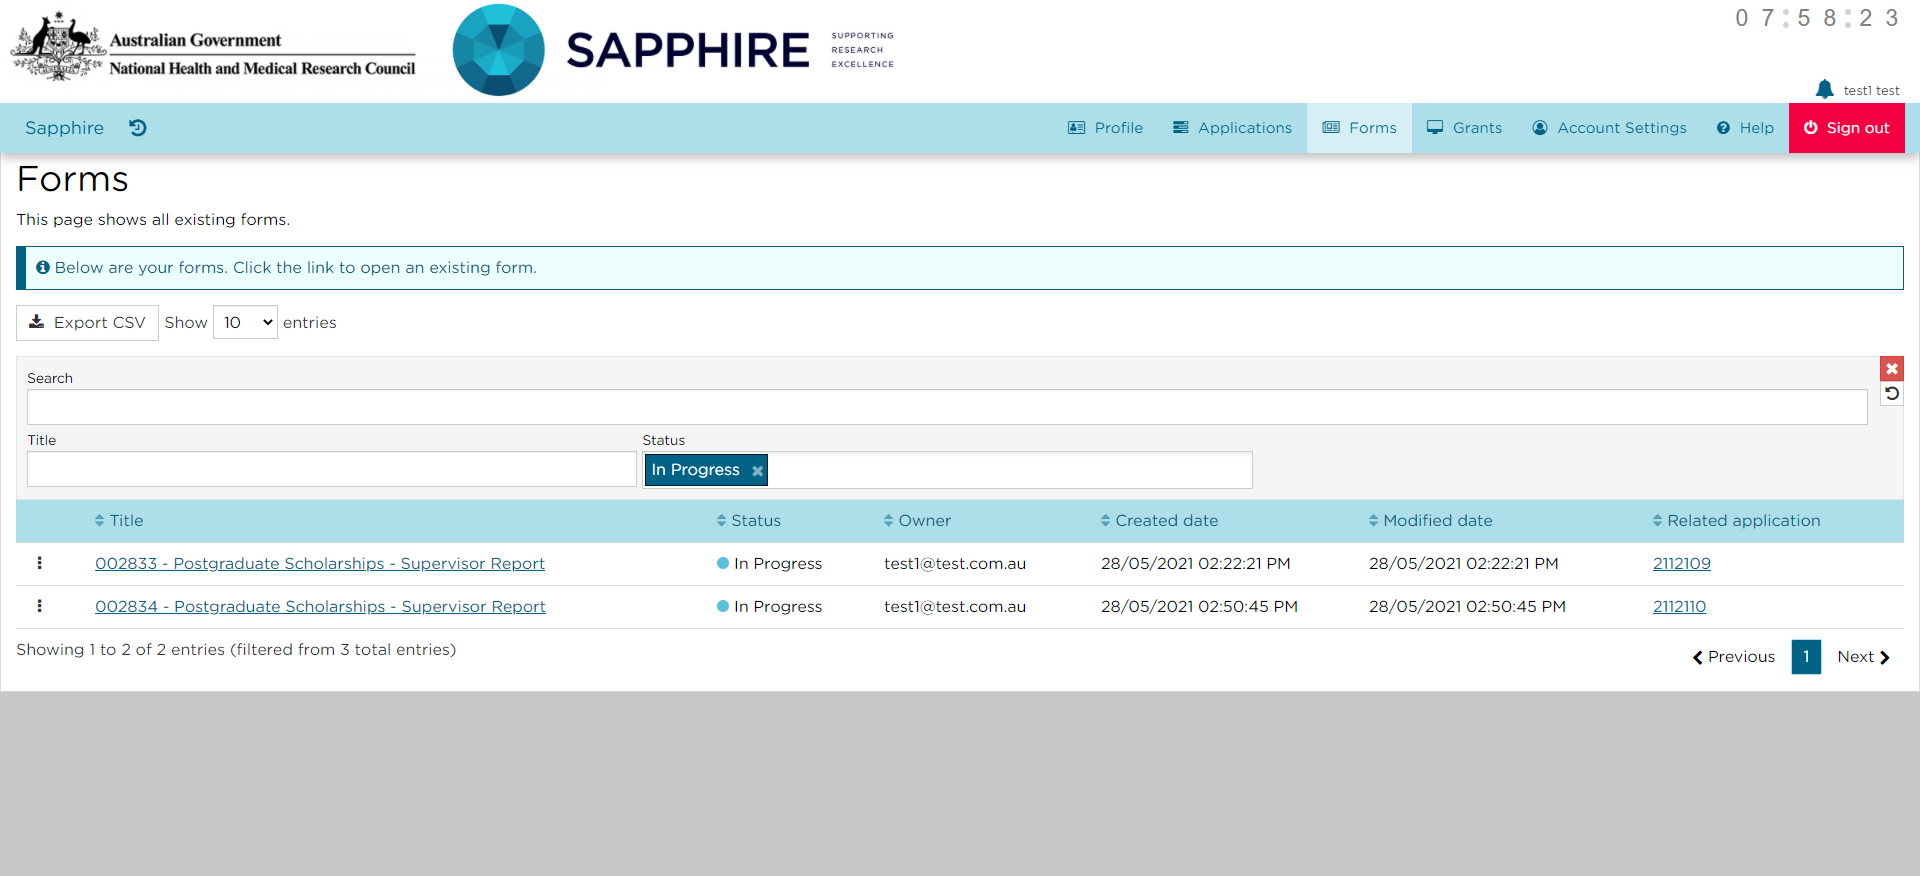 Australian Government
National Health and Medical Research Council
SAPPHIRE
SUPPORTING
RESEARCH
EXCELLENCE
07:58:23
test1 test
Sapphire
Profile
Applications
Forms
Grants
Account Settings
Help
Sign out
Forms
This page shows all existing forms.
Below are your forms. Click the link to open an existing form.
Export CSV
Show 10 entries
Search
Title
Status
In Progress
Title Status Owner Created date Modified date Related application
002833 - Postgraduate Scholarships - Supervisor Report In Progress test1@test.com.au 28/05/2021 02:22:21 PM 28/05/2021 02:22:21 PM 2112109
002834 - Postgraduate Scholarships - Supervisor Report In Progress test1@test.com.au 28/05/2021 02:50:45 PM 28/05/2021 02:50:45 PM 2112110
Showing 1 to 2 of 2 entries (filtered from 3 total entries)
Previous 1 Next